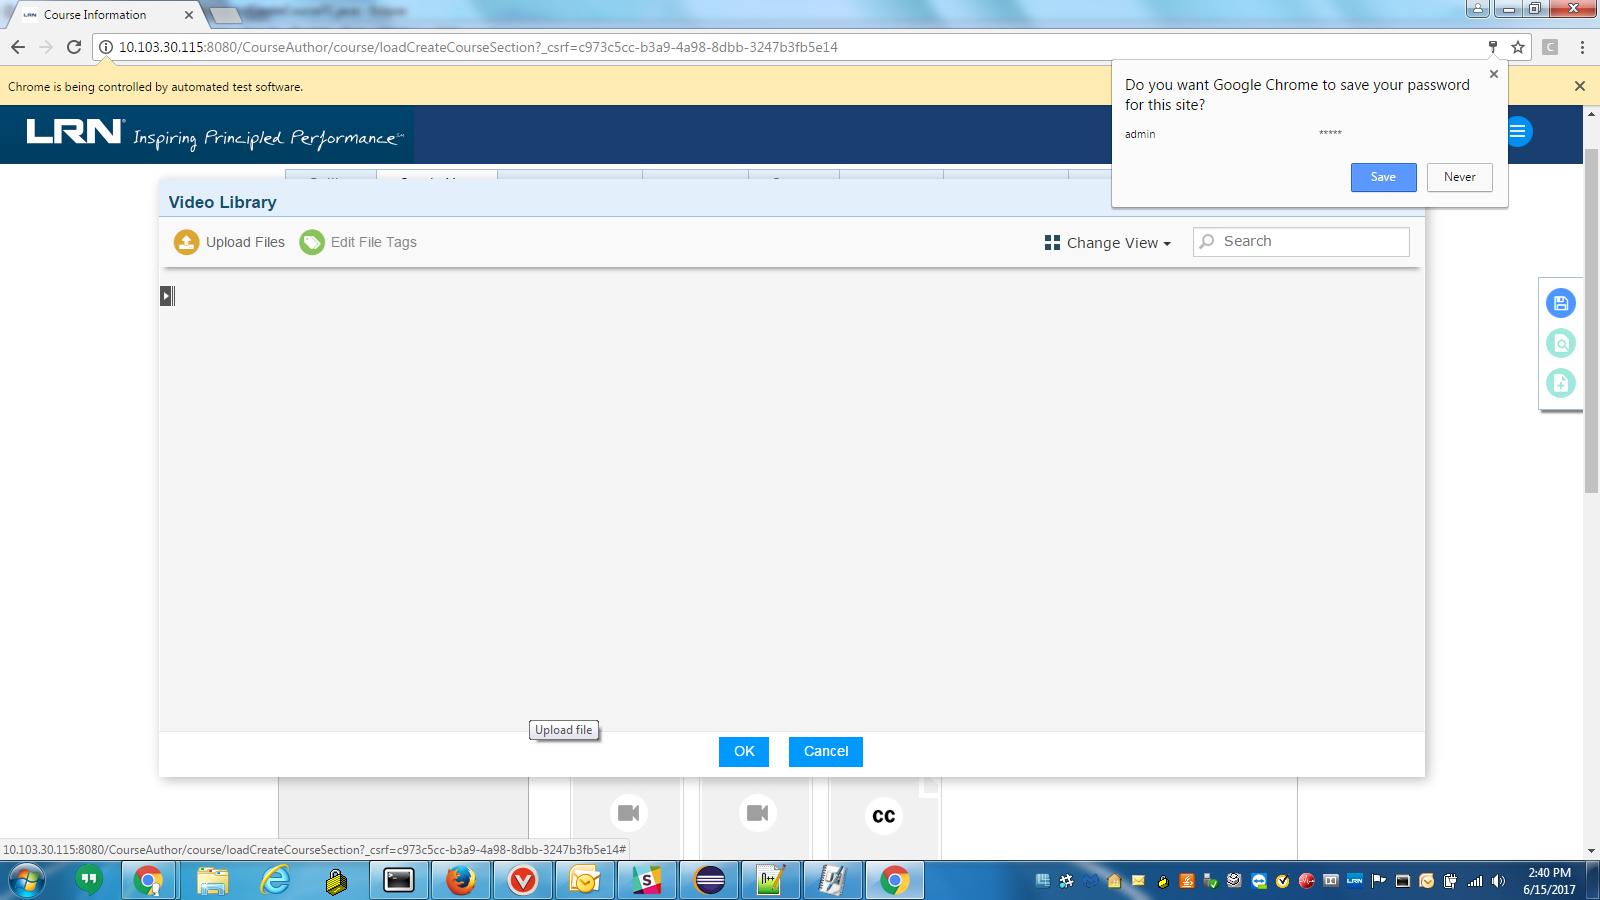 Course Information
10.103.30.115:8080/CourseAuthor/course/loadCreateCourseSection?_csrf=c973c5cc-b3a9-4a98-8dbb-3247b3fb5e14
C
Chrome is being controlled by automated test software.
Do you want Google Chrome to save your password
for this site?
admin *****
Save Never
LRN Inspiring Principled Performance
Video Library
Upload Files Edit File Tags Change View Search
Upload file
OK Cancel
cc
10.103.30.115:8080/CourseAuthor/course/loadCreateCourseSection?_csrf=c973c5cc-b3a9-4a98-8dbb-3247b3fb5e14#
2:40 PM
6/15/2017